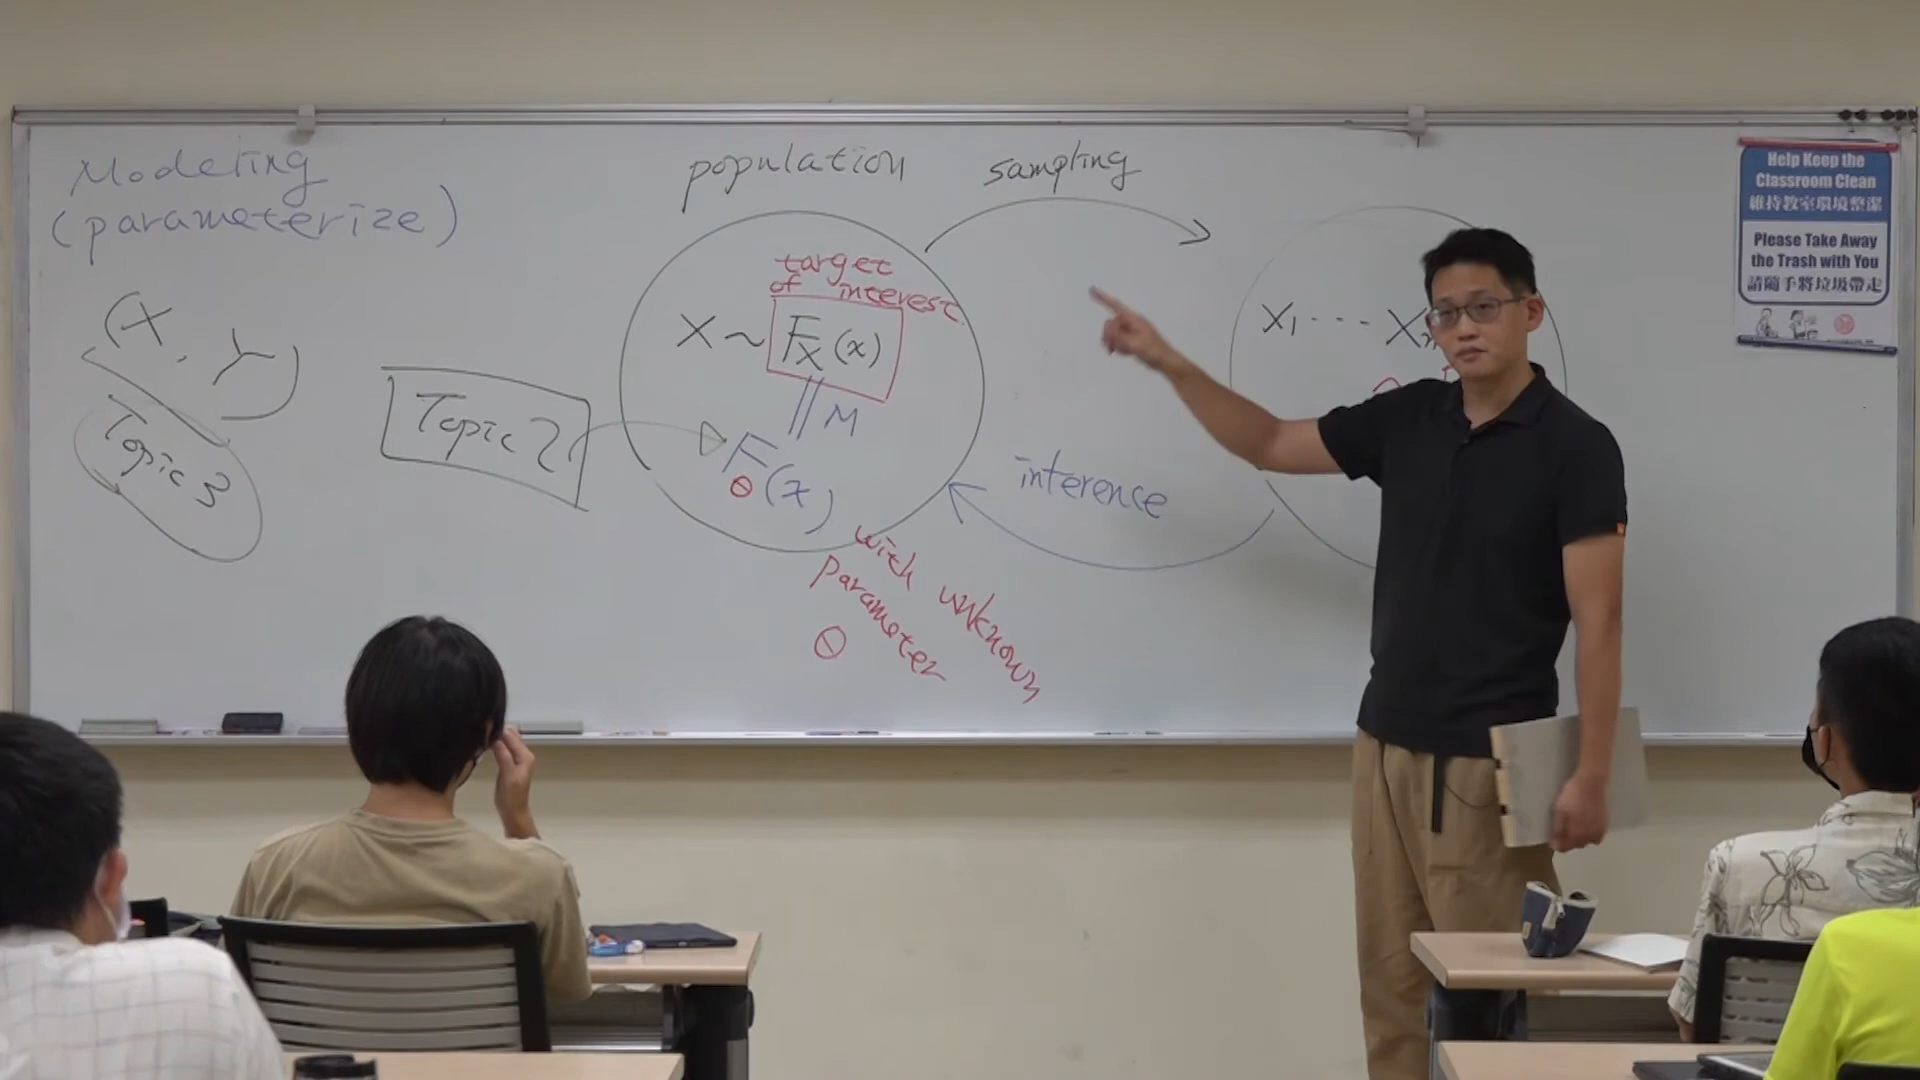 Modeling
(parameterize)
(X, Y)
Topic 3
Topic 2
population
target
of interest
X ~ Fx(x)
M
Fθ(x)
with unknown
parameter
θ
sampling
inference
X1 --- Xn
Help Keep the
Classroom Clean
維持教室環境整潔
Please Take Away
the Trash with You
請隨手將垃圾帶走